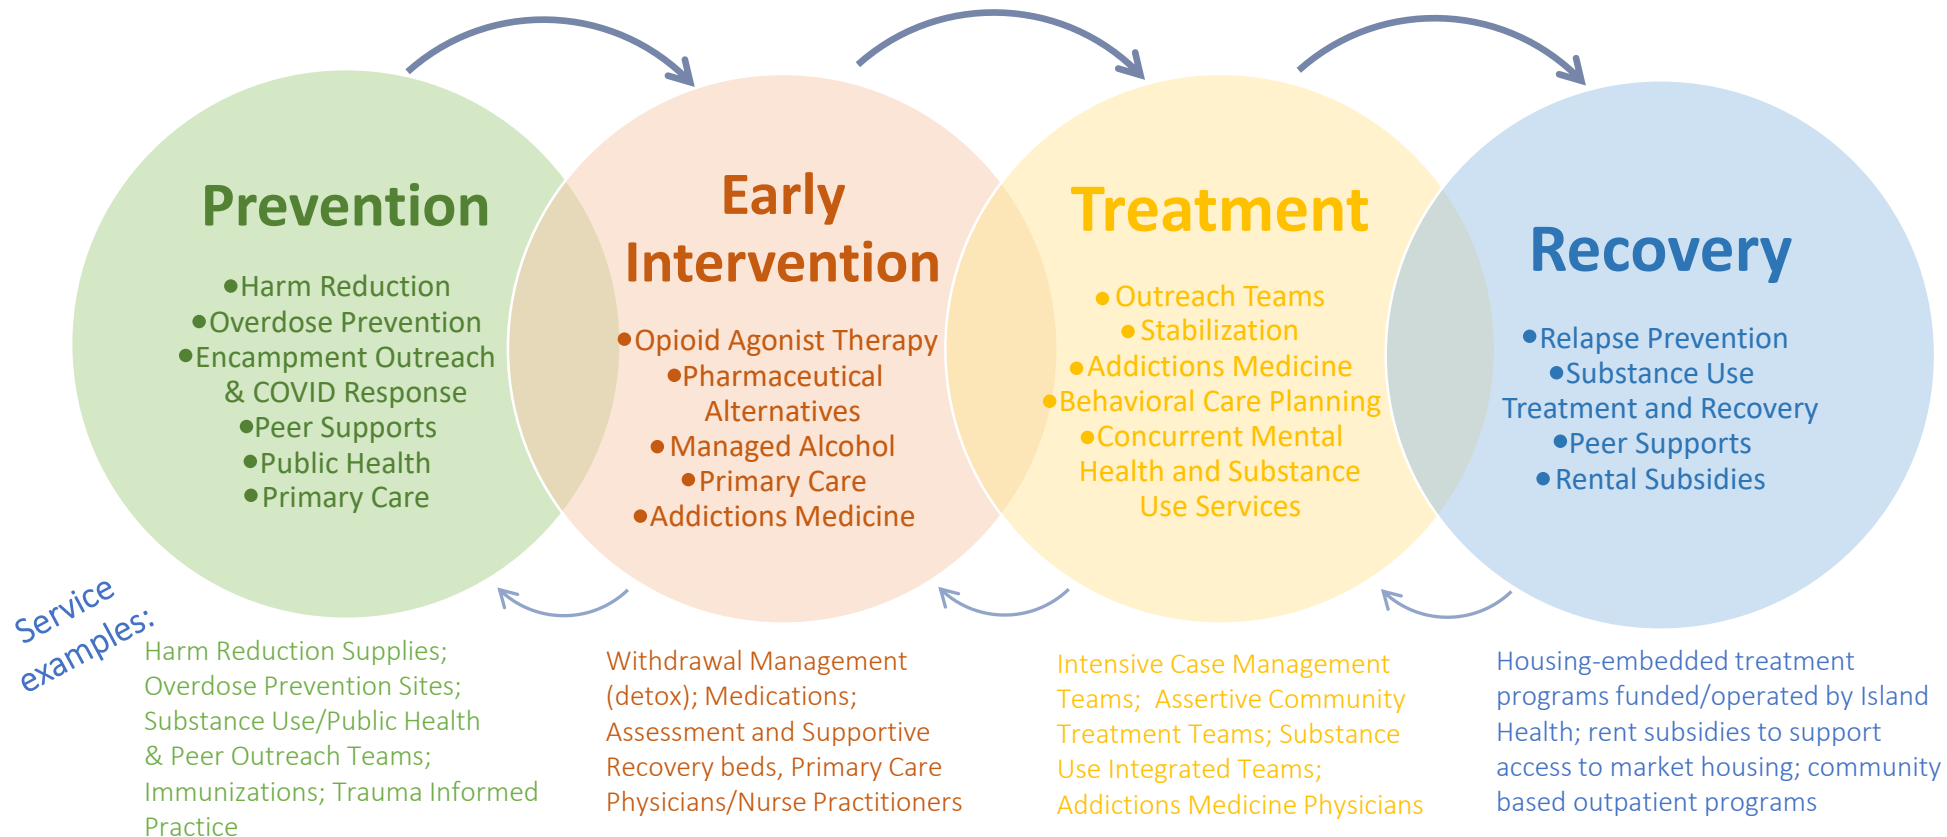 Prevention
●Harm Reduction
●Overdose Prevention
●Encampment Outreach
& COVID Response
●Peer Supports
●Public Health
●Primary Care
Early
Intervention
●Opioid Agonist Therapy
●Pharmaceutical
Alternatives
●Managed Alcohol
●Primary Care
●Addictions Medicine
Treatment
●Outreach Teams
●Stabilization
●Addictions Medicine
●Behavioral Care Planning
●Concurrent Mental
Health and Substance
Use Services
Recovery
●Relapse Prevention
●Substance Use
Treatment and Recovery
●Peer Supports
●Rental Subsidies
Service
examples:
Harm Reduction Supplies;
Overdose Prevention Sites;
Substance Use/Public Health
& Peer Outreach Teams;
Immunizations; Trauma Informed
Practice
Withdrawal Management
(detox); Medications;
Assessment and Supportive
Recovery beds, Primary Care
Physicians/Nurse Practitioners
Intensive Case Management
Teams; Assertive Community
Treatment Teams; Substance
Use Integrated Teams;
Addictions Medicine Physicians
Housing-embedded treatment
programs funded/operated by Island
Health; rent subsidies to support
access to market housing; community
based outpatient programs